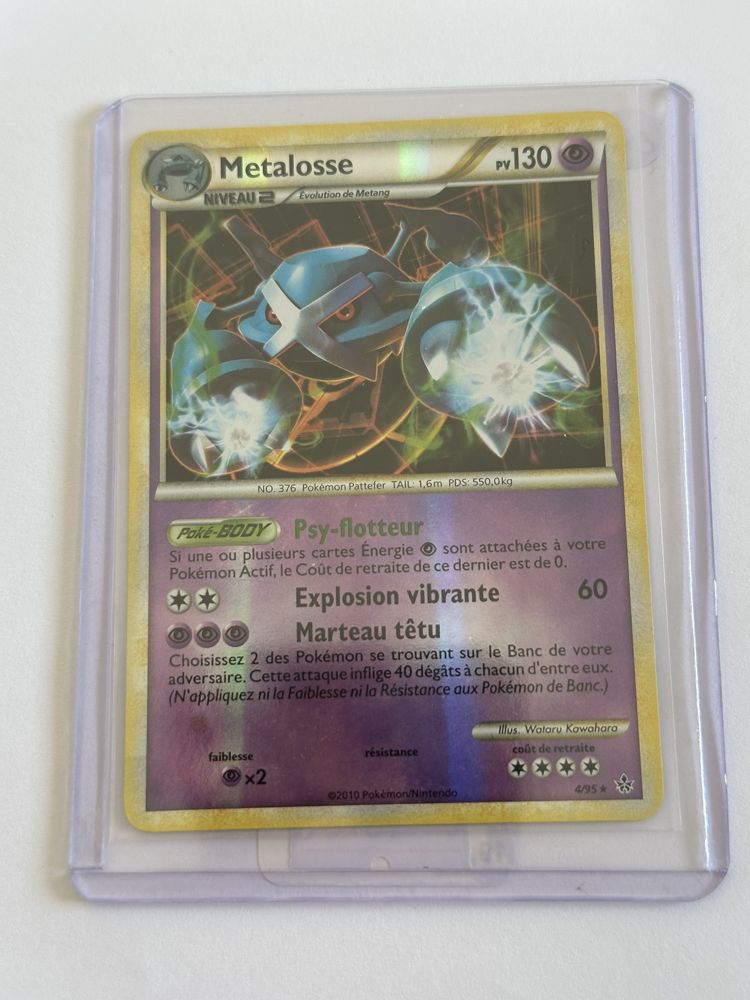 Metalosse
PV130
NIVEAU 2
Évolution de Metang
NO. 376 Pokémon Pattefer TAIL: 1,6m PDS: 550,0kg
Poké-BODY Psy-flotteur
Si une ou plusieurs cartes Énergie sont attachées à votre
Pokémon Actif, le Coût de retraite de ce dernier est de 0.
Explosion vibrante 60
Marteau têtu
Choisissez 2 des Pokémon se trouvant sur le Banc de votre
adversaire. Cette attaque inflige 40 dégâts à chacun d'entre eux.
(N'appliquez ni la Faiblesse ni la Résistance aux Pokémon de Banc.)
Illus. Wataru Kawahara
faiblesse résistance coût de retraite
x2
©2010 Pokémon/Nintendo 4/95 ★